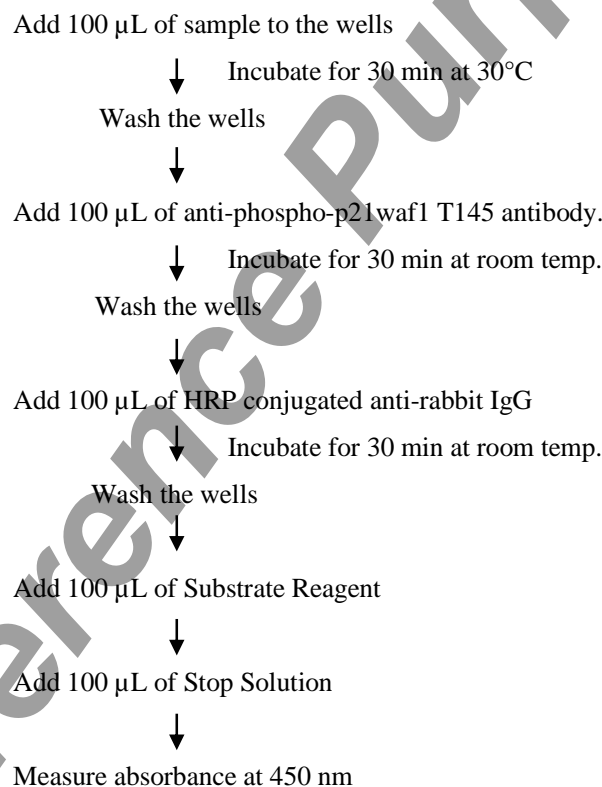 Add 100 µL of sample to the wells
Incubate for 30 min at 30°C
Wash the wells
Add 100 µL of anti-phospho-p21waf1 T145 antibody.
Incubate for 30 min at room temp.
Wash the wells
Add 100 µL of HRP conjugated anti-rabbit IgG
Incubate for 30 min at room temp.
Wash the wells
Add 100 µL of Substrate Reagent
Add 100 µL of Stop Solution
Measure absorbance at 450 nm